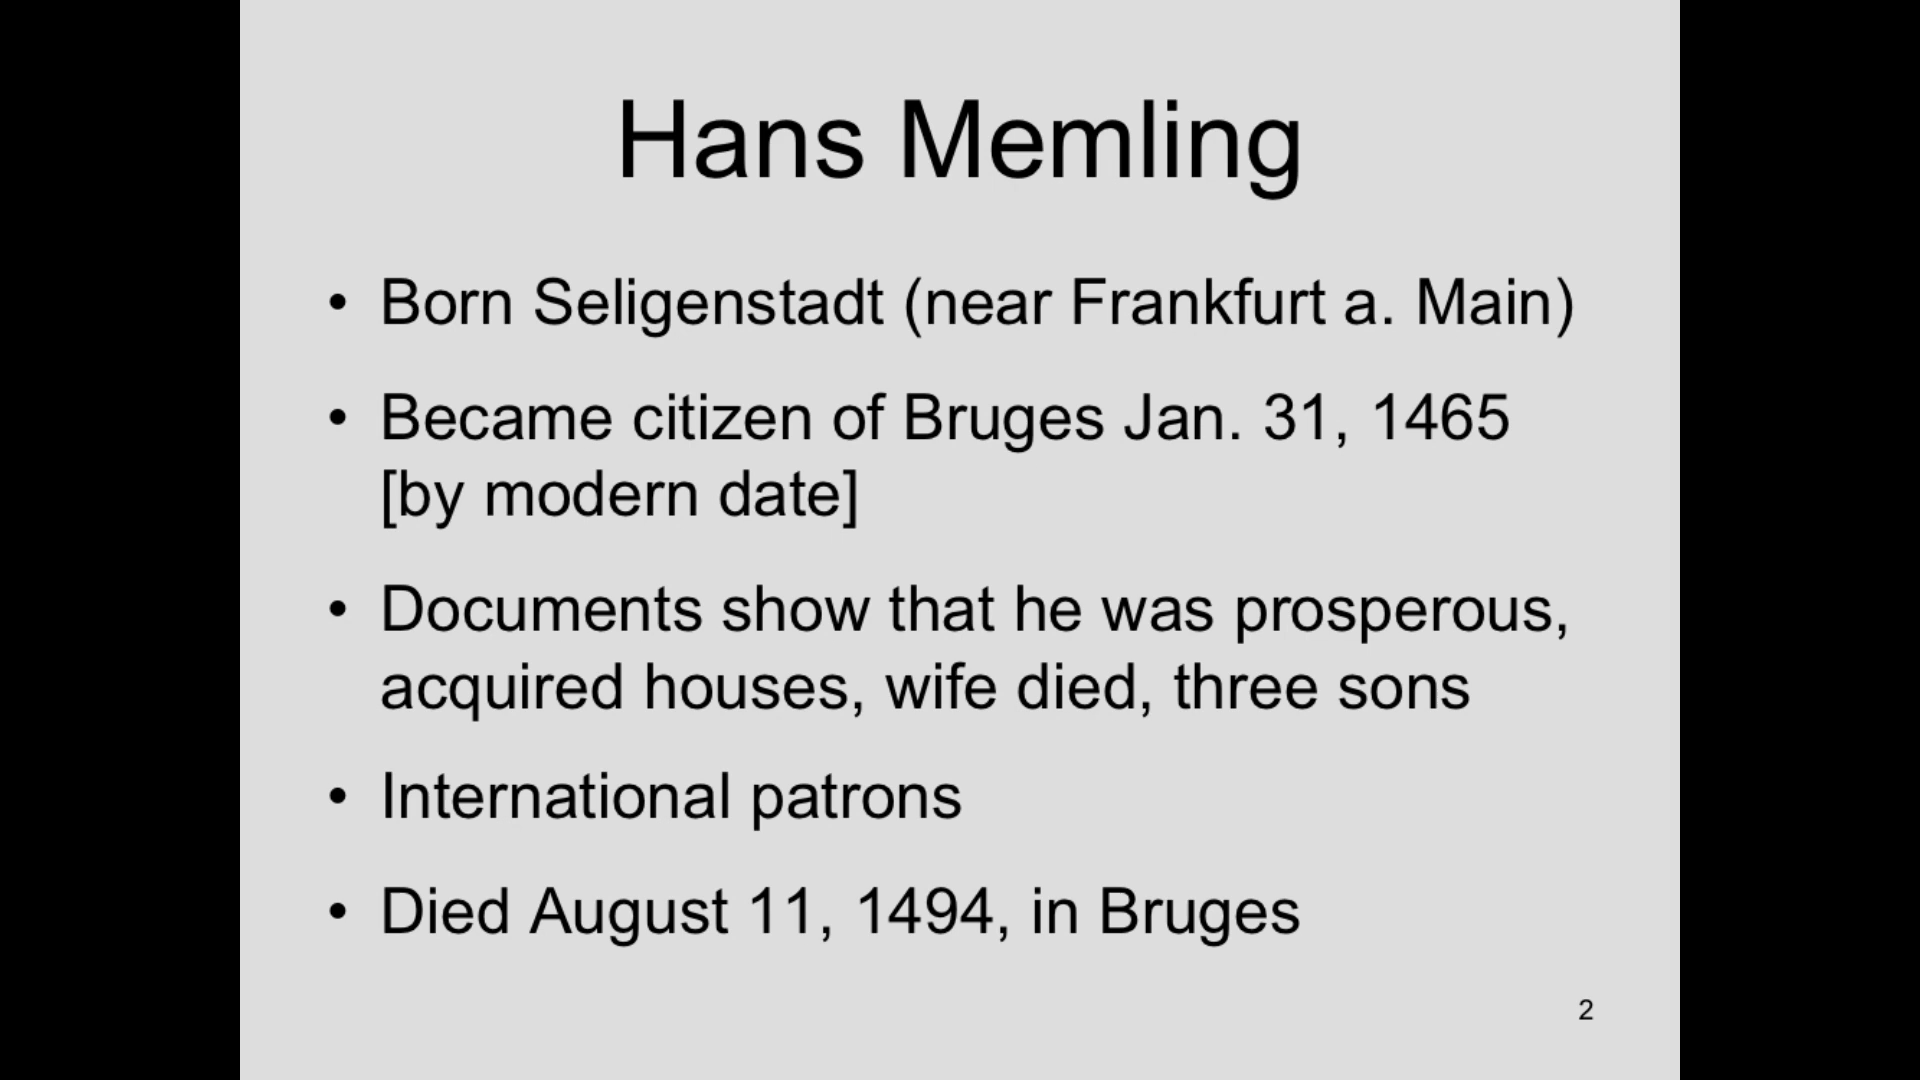 Hans Memling
• Born Seligenstadt (near Frankfurt a. Main)
• Became citizen of Bruges Jan. 31, 1465
[by modern date]
• Documents show that he was prosperous,
acquired houses, wife died, three sons
• International patrons
• Died August 11, 1494, in Bruges
2